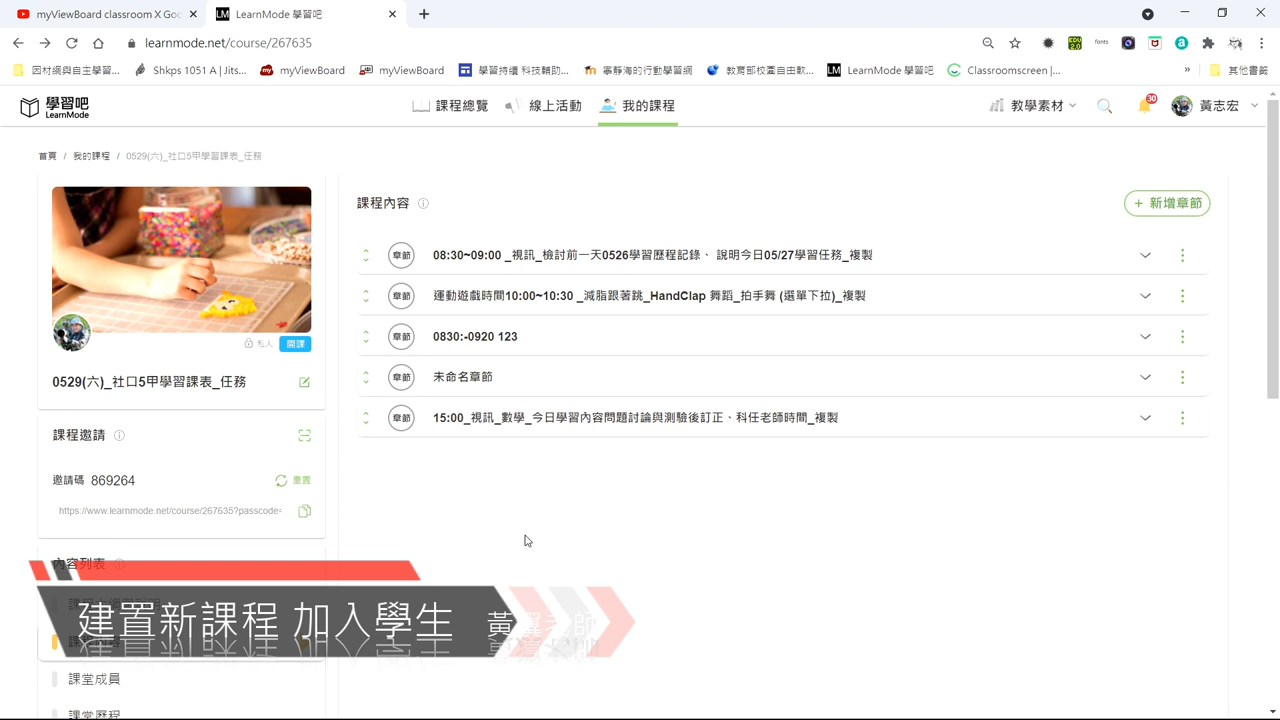 myViewBoard classroom X Goo
LearnMode 學習吧
learnmode.net/course/267635
因材網與自主學習...
Shkps 1051 A | Jits...
myViewBoard
myViewBoard
學習持續 科技輔助...
寧靜海的行動學習網
教育部校園自由軟...
LearnMode 學習吧
Classroomscreen |...
»
其他書籤
學習吧
LearnMode
課程總覽
線上活動
我的課程
教學素材
30
黃志宏
首頁 / 我的課程 / 0529(六)_社口5甲學習課表_任務
私人
開課
0529(六)_社口5甲學習課表_任務
課程邀請
邀請碼 869264
重置
https://www.learnmode.net/course/267635?passcode=
內容列表
課堂成員
課堂歷程
課程內容
+ 新增章節
章節 08:30~09:00 _視訊_檢討前一天0526學習歷程記錄、 說明今日05/27學習任務_複製
章節 運動遊戲時間10:00~10:30 _減脂跟著跳_HandClap 舞蹈_拍手舞 (選單下拉)_複製
章節 0830:-0920 123
章節 未命名章節
章節 15:00_視訊_數學_今日學習內容問題討論與測驗後訂正、科任老師時間_複製
建置新課程 加入學生